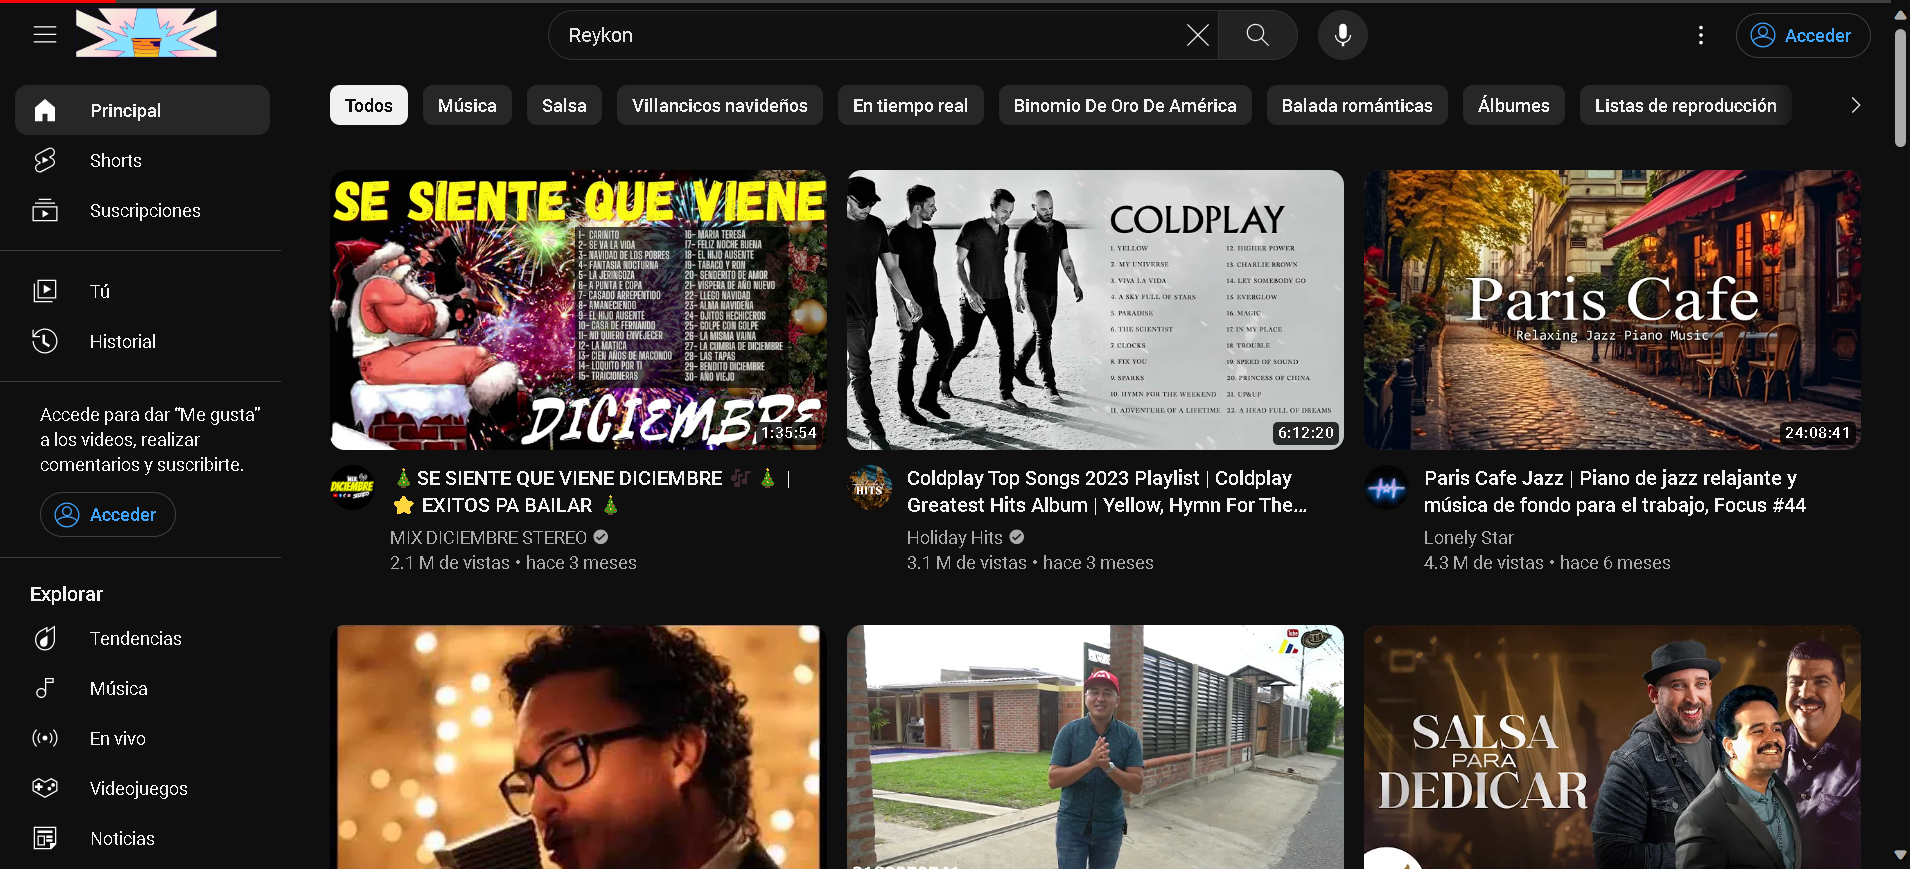 Reykon
Acceder
Principal
Shorts
Suscripciones
Tú
Historial
Accede para dar “Me gusta”
a los videos, realizar
comentarios y suscribirte.
Acceder
Explorar
Tendencias
Música
En vivo
Videojuegos
Noticias
Todos
Música
Salsa
Villancicos navideños
En tiempo real
Binomio De Oro De América
Balada románticas
Álbumes
Listas de reproducción
SE SIENTE QUE VIENE
1- CARINITO
2- SE VA LA VIDA
3- NAVIDAD DE LOS POBRES
4- FANTASIA NOCTURNA
5- LA JERINGOZA
6- A PUNTA E COPA
7- CASADO ARREPENTIDO
8- AMANECIENDO
9- EL HIJO AUSENTE
10- CASA DE FERNANDO
11- NO QUIERO ENVEJECER
12- LA MATICA
13- CIEN AÑOS DE MACONDO
14- LOQUITO POR TI
15- TRAICIONERAS
16- MARIA TERESA
17- FELIZ NOCHE BUENA
18- EL HIJO AUSENTE
19- TABACO Y RON
20- SENDERITO DE AMOR
21- VISPERA DE AÑO NUEVO
22- LLEGO NAVIDAD
23- ALMA NAVIDEÑA
24- OJITOS HECHICEROS
25- GOLPE CON GOLPE
26- LA MISMA VAINA
27- LA CUMBIA DE DICIEMBRE
28- LAS TAPAS
29- BENDITO DICIEMBRE
30- AÑO VIEJO
DICIEMBRE
1:35:54
🎄 SE SIENTE QUE VIENE DICIEMBRE 🎶 🎄 |
⭐ EXITOS PA BAILAR 🎄
MIX DICIEMBRE STEREO
2.1 M de vistas • hace 3 meses
COLDPLAY
1. YELLOW
2. MY UNIVERSE
3. VIVA LA VIDA
4. A SKY FULL OF STARS
5. PARADISE
6. THE SCIENTIST
7. CLOCKS
8. FIX YOU
9. SPARKS
10. HYMN FOR THE WEEKEND
11. ADVENTURE OF A LIFETIME
12. HIGHER POWER
13. CHARLIE BROWN
14. LET SOMEBODY GO
15. EVERGLOW
16. MAGIC
17. IN MY PLACE
18. TROUBLE
19. SPEED OF SOUND
20. PRINCESS OF CHINA
21. UP&UP
22. A HEAD FULL OF DREAMS
6:12:20
HITS
Coldplay Top Songs 2023 Playlist | Coldplay
Greatest Hits Album | Yellow, Hymn For The...
Holiday Hits
3.1 M de vistas • hace 3 meses
Paris Cafe
Relaxing Jazz Piano Music
24:08:41
Paris Cafe Jazz | Piano de jazz relajante y
música de fondo para el trabajo, Focus #44
Lonely Star
4.3 M de vistas • hace 6 meses
SALSA
PARA
DEDICAR